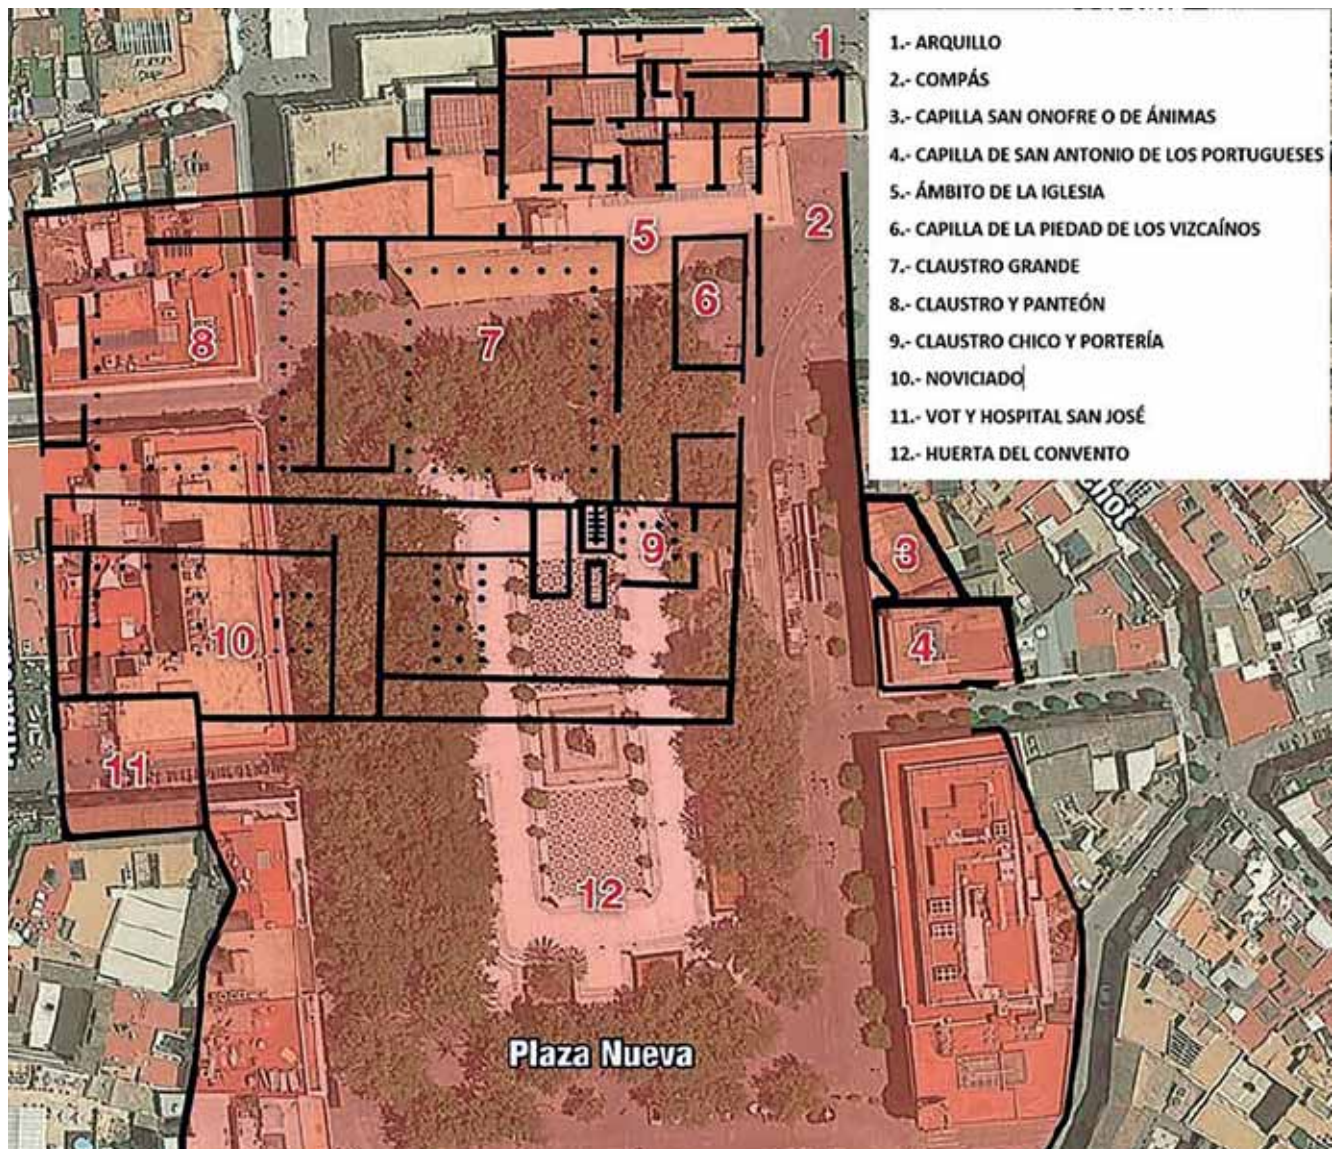 1.- ARQUILLO
2.- COMPÁS
3.- CAPILLA SAN ONOFRE O DE ÁNIMAS
4.- CAPILLA DE SAN ANTONIO DE LOS PORTUGUESES
5.- ÁMBITO DE LA IGLESIA
6.- CAPILLA DE LA PIEDAD DE LOS VIZCAÍNOS
7.- CLAUSTRO GRANDE
8.- CLAUSTRO Y PANTEÓN
9.- CLAUSTRO CHICO Y PORTERÍA
10.- NOVICIADO
11.- VOT Y HOSPITAL SAN JOSÉ
12.- HUERTA DEL CONVENTO
1
2
5
6
7
8
9
3
4
10
11
12
Plaza Nueva